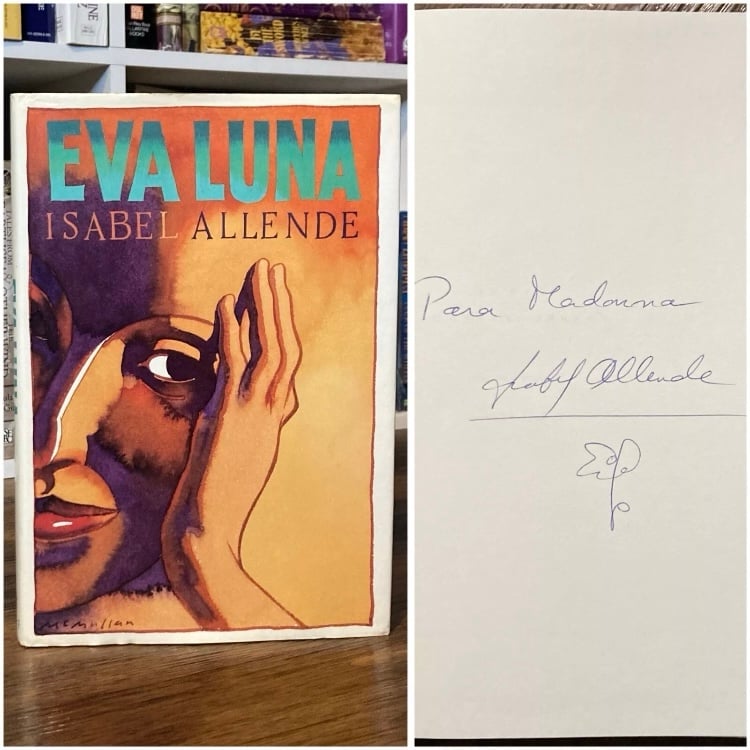 EVA LUNA
ISABEL ALLENDE
McMullan
Para Madonna
Isabel Allende